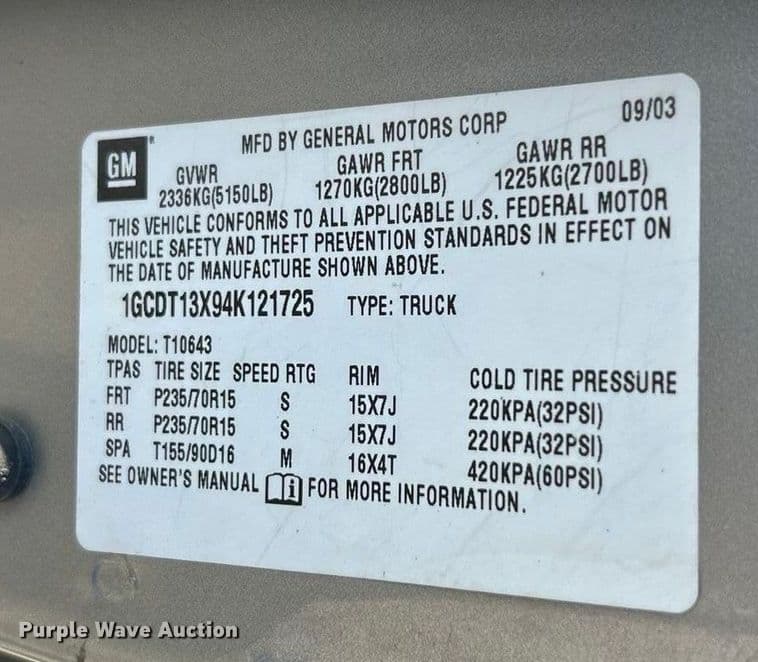 GM
MFD BY GENERAL MOTORS CORP 09/03
GVWR GAWR FRT GAWR RR
2336KG(5150LB) 1270KG(2800LB) 1225KG(2700LB)
THIS VEHICLE CONFORMS TO ALL APPLICABLE U.S. FEDERAL MOTOR
VEHICLE SAFETY AND THEFT PREVENTION STANDARDS IN EFFECT ON
THE DATE OF MANUFACTURE SHOWN ABOVE.
1GCDT13X94K121725 TYPE: TRUCK
MODEL: T10643
TPAS TIRE SIZE SPEED RTG RIM COLD TIRE PRESSURE
FRT P235/70R15 S 15X7J 220KPA(32PSI)
RR P235/70R15 S 15X7J 220KPA(32PSI)
SPA T155/90D16 M 16X4T 420KPA(60PSI)
SEE OWNER'S MANUAL i FOR MORE INFORMATION.
Purple Wave Auction